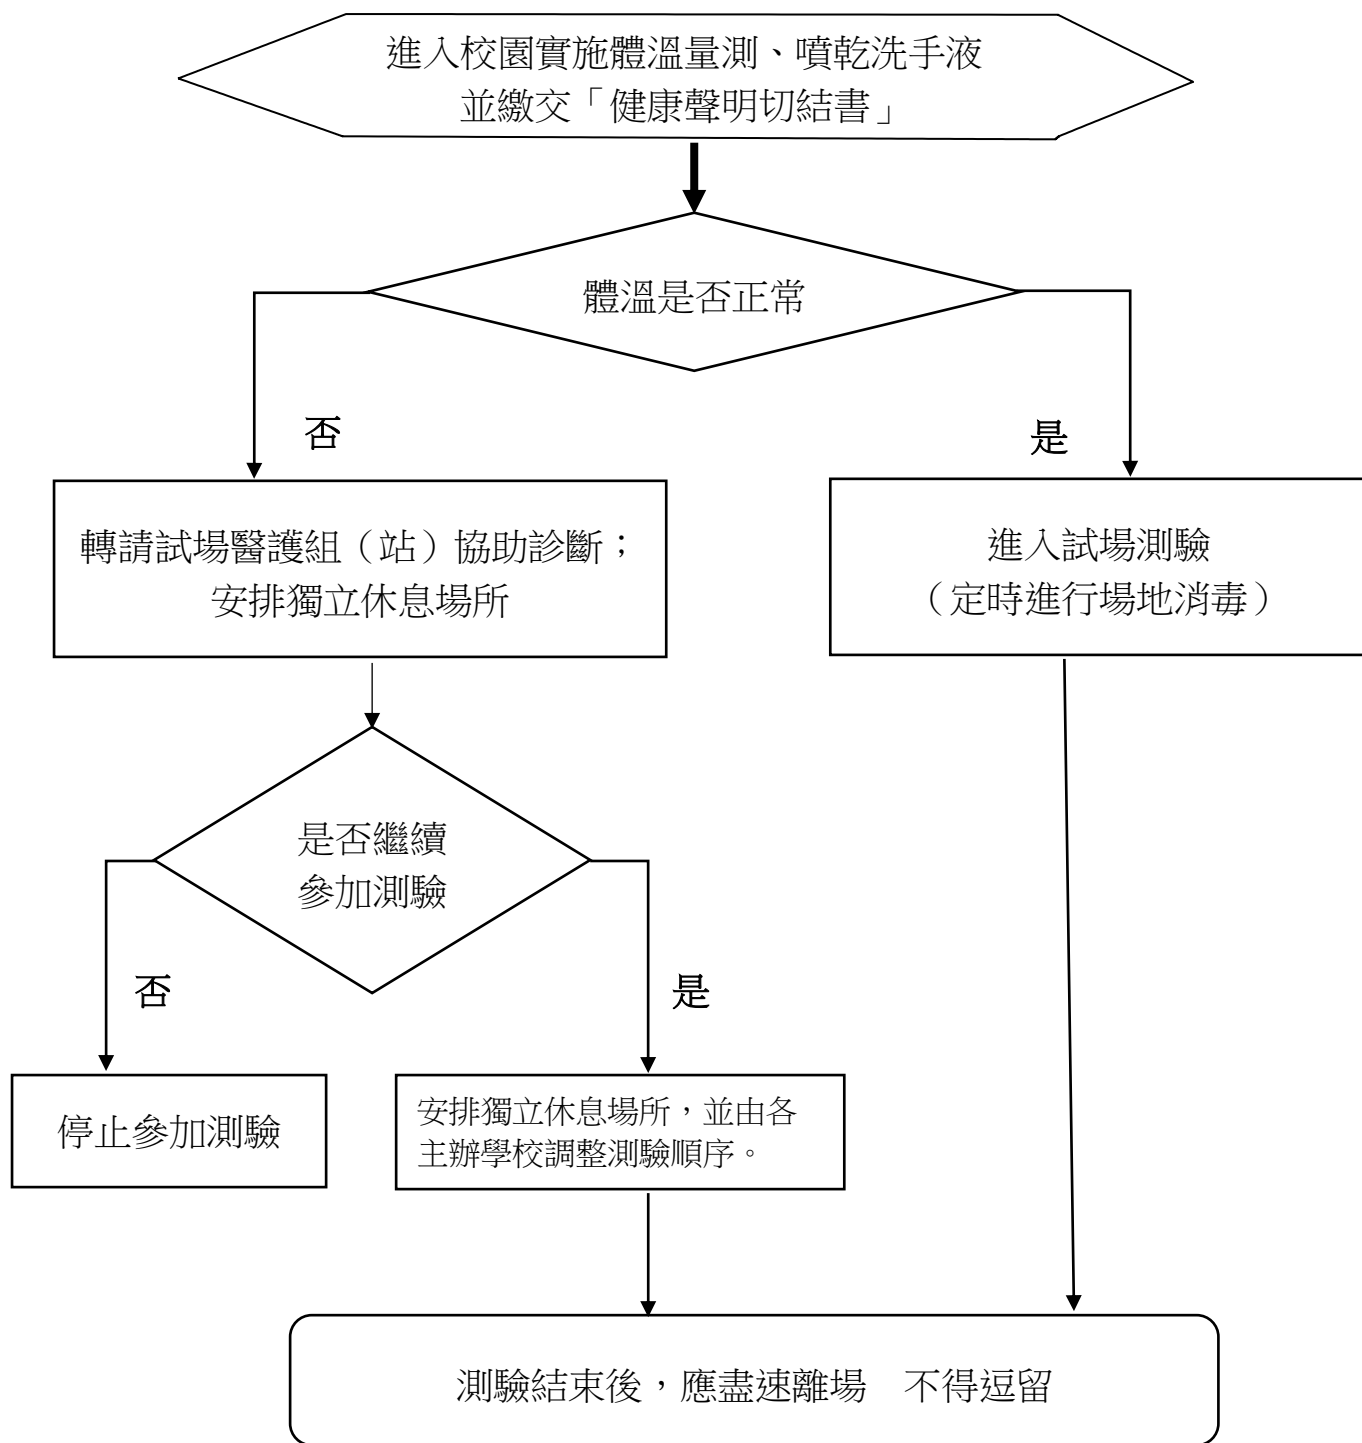 進入校園實施體溫量測、噴乾洗手液
並繳交「健康聲明切結書」
體溫是否正常
否
是
轉請試場醫護組（站）協助診斷；
安排獨立休息場所
進入試場測驗
（定時進行場地消毒）
是否繼續
參加測驗
否
是
停止參加測驗
安排獨立休息場所，並由各
主辦學校調整測驗順序。
測驗結束後，應盡速離場　不得逗留